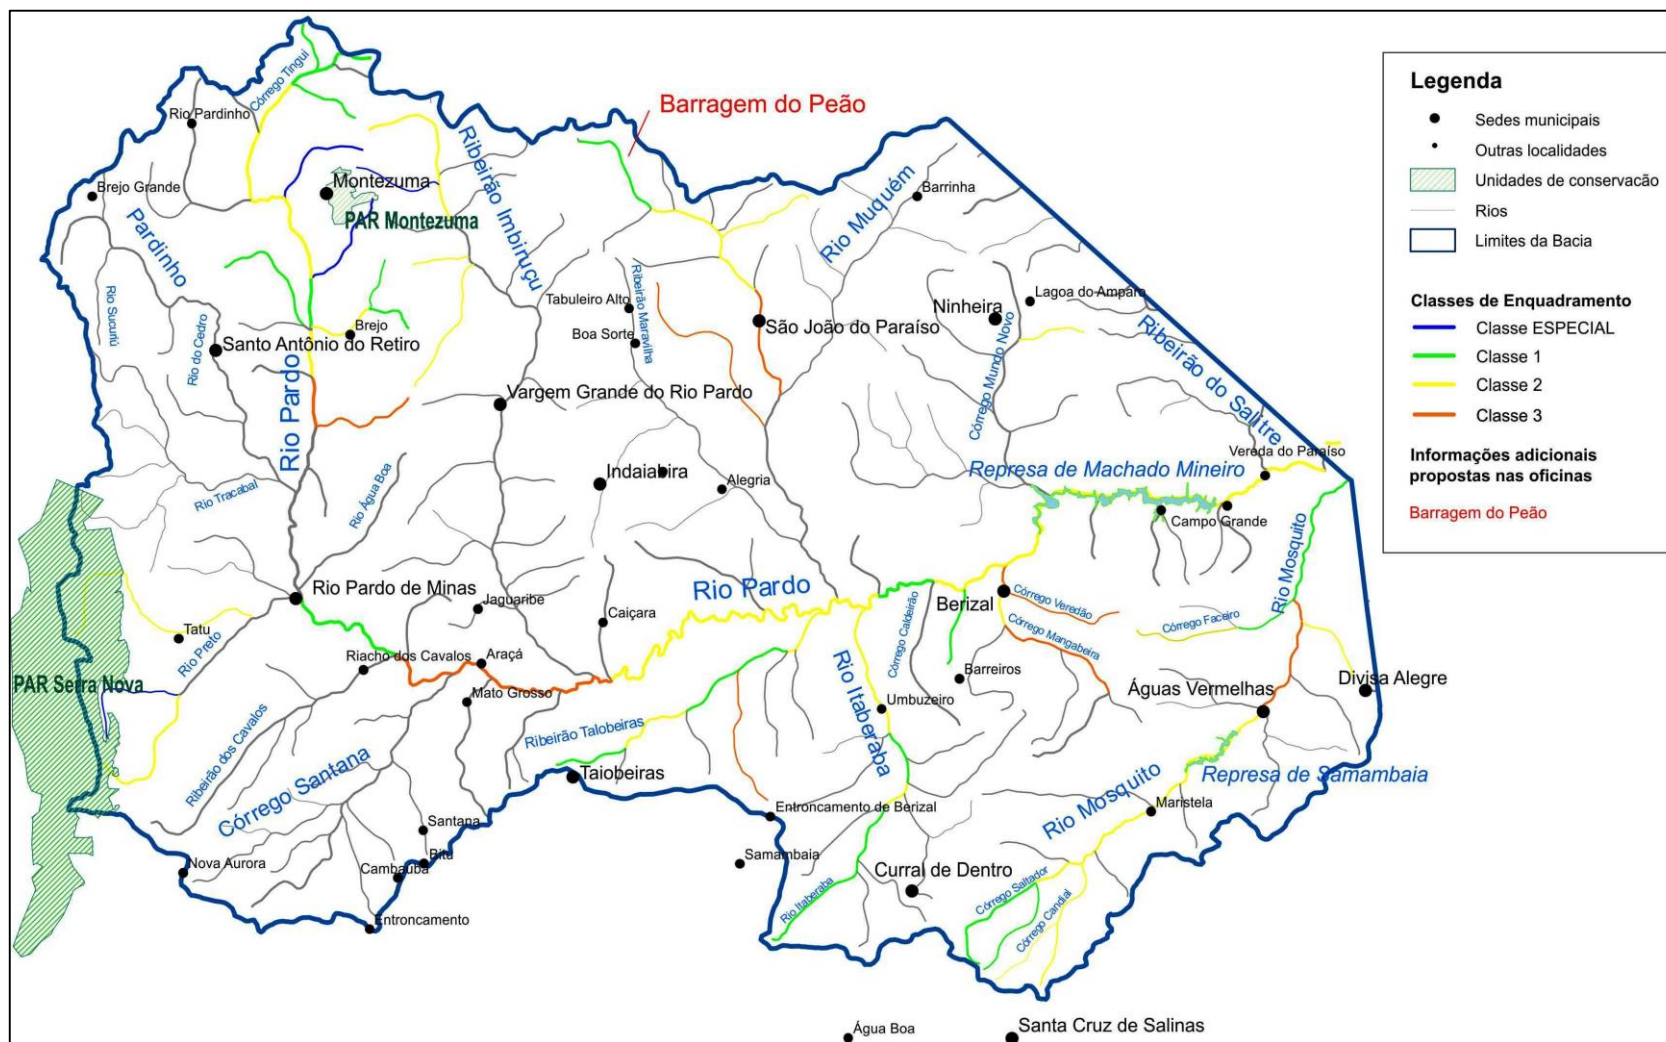 Córrego Tingui
Rio Pardinho
Barragem do Peão
Ribeirão Imbiruçu
Montezuma
PAR Montezuma
Brejo Grande
Pardinho
Rio Muquém
Barrinha
Rio Sucuriú
Rio do Cedro
Brejo
Santo Antônio do Retiro
Rio Pardo
Tabuleiro Alto
Boa Sorte
Ribeirão Maravilha
São João do Paraíso
Ninheira
Lagoa do Amparo
Córrego Mundo Novo
Ribeirão do Salitre
Vargem Grande do Rio Pardo
Vereda do Paraíso
Represa de Machado Mineiro
Indaiabira
Alegria
Rio Água Boa
Rio Tracabal
Campo Grande
Rio Mosquito
Rio Pardo de Minas
Jaguaribe
Caiçara
Rio Pardo
Berizal
Córrego Veredão
Córrego Mangabeira
Córrego Faceiro
Córrego Caldeirão
Tatu
Rio Preto
Riacho dos Cavalos
Araçá
Mato Grosso
PAR Serra Nova
Barreiros
Umbuzeiro
Rio Itaberaba
Águas Vermelhas
Divisa Alegre
Ribeirão Talobeiras
Ribeirão dos Cavalos
Córrego Santana
Taiobeiras
Represa de Samambaia
Rio Mosquito
Maristela
Entroncamento de Berizal
Santana
Bitu
Cambaúba
Nova Aurora
Samambaia
Curral de Dentro
Córrego Saltador
Córrego Candial
Rio Itaberaba
Entroncamento
Água Boa
Santa Cruz de Salinas
Legenda
Sedes municipais
Outras localidades
Unidades de conservacão
Rios
Limites da Bacia
Classes de Enquadramento
Classe ESPECIAL
Classe 1
Classe 2
Classe 3
Informações adicionais
propostas nas oficinas
Barragem do Peão